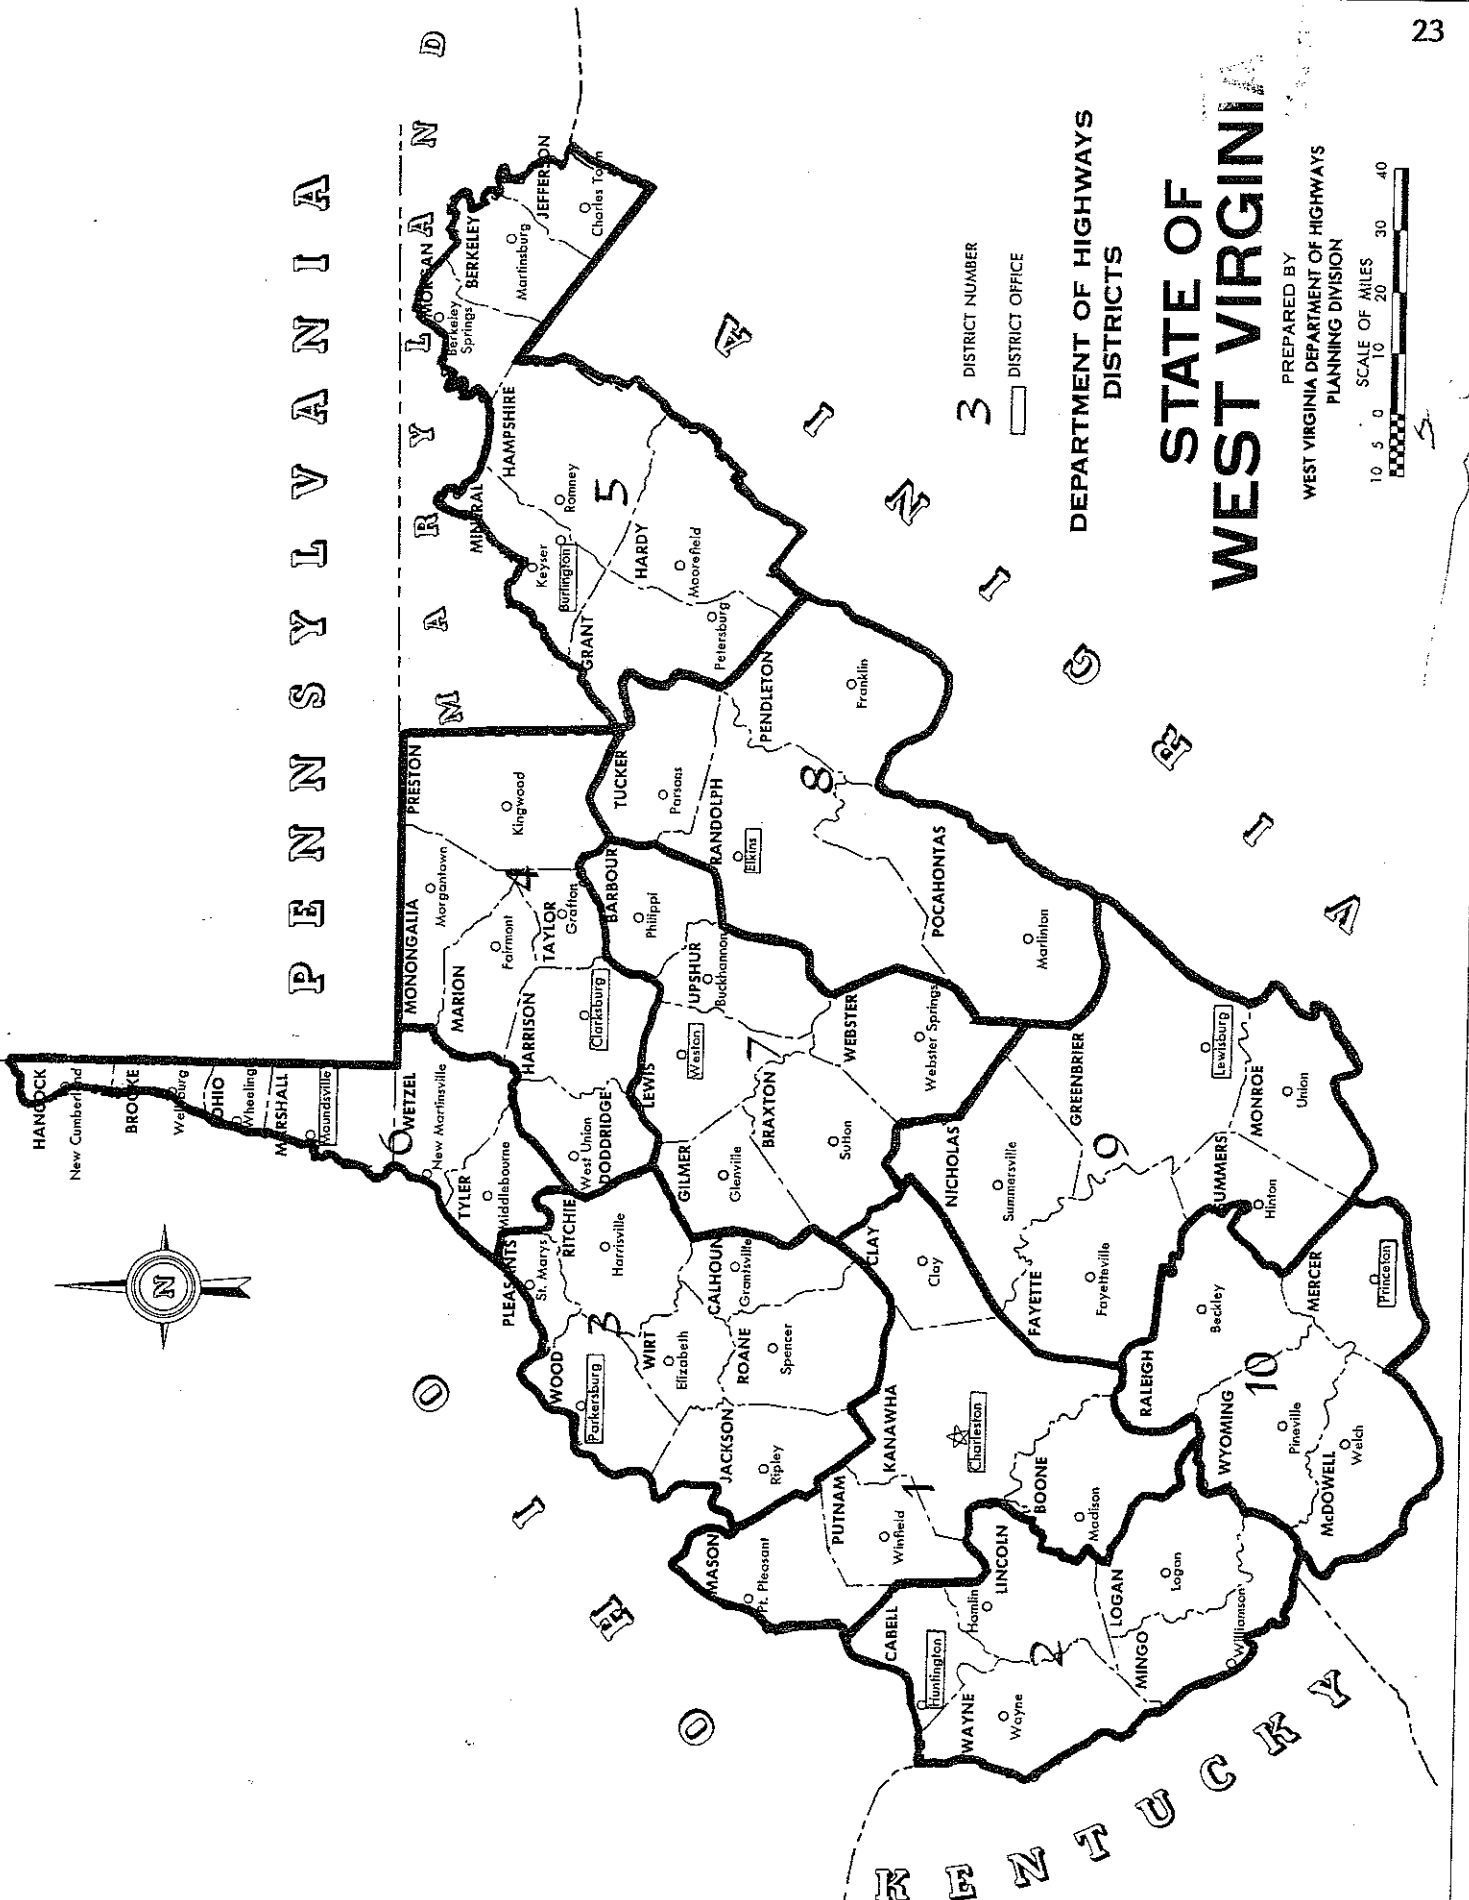 23
PENNSYLVANIA
MARYLAND
OHIO
VIRGINIA
KENTUCKY
N
HANCOCK
New Cumberland
BROOKE
Wellsburg
OHIO
Wheeling
MARSHALL
Moundsville
6
WETZEL
New Martinsville
TYLER
Middlebourne
PLEASANTS
St. Marys
RITCHIE
Harrisville
WOOD
Parkersburg
3
WIRT
Elizabeth
CALHOUN
Grantsville
ROANE
Spencer
JACKSON
Ripley
MONONGALIA
Morgantown
PRESTON
Kingwood
MARION
Fairmont
4
TAYLOR
Grafton
HARRISON
Clarksburg
DODDRIDGE
West Union
BARBOUR
Philippi
UPSHUR
Buckhannon
LEWIS
Weston
7
GILMER
Glenville
BRAXTON
Sutton
WEBSTER
Webster Springs
TUCKER
Parsons
RANDOLPH
Elkins
8
PENDLETON
Franklin
POCAHONTAS
Marlinton
GRANT
Petersburg
MINERAL
Keyser
Burlington
HAMPSHIRE
Romney
5
HARDY
Moorefield
MORGAN
Berkeley
Springs
BERKELEY
Martinsburg
JEFFERSON
Charles Town
MASON
Pt. Pleasant
PUTNAM
Winfield
1
KANAWHA
Charleston
CLAY
Clay
BOONE
Madison
CABELL
Huntington
LINCOLN
Hamlin
WAYNE
Wayne
2
LOGAN
Logan
MINGO
Williamson
NICHOLAS
Summersville
FAYETTE
Fayetteville
9
GREENBRIER
Lewisburg
MONROE
Union
SUMMERS
Hinton
RALEIGH
Beckley
10
MERCER
Princeton
WYOMING
Pineville
McDOWELL
Welch
3 DISTRICT NUMBER
DISTRICT OFFICE
DEPARTMENT OF HIGHWAYS
DISTRICTS
STATE OF
WEST VIRGINIA
PREPARED BY
WEST VIRGINIA DEPARTMENT OF HIGHWAYS
PLANNING DIVISION
SCALE OF MILES
10 5 0 10 20 30 40